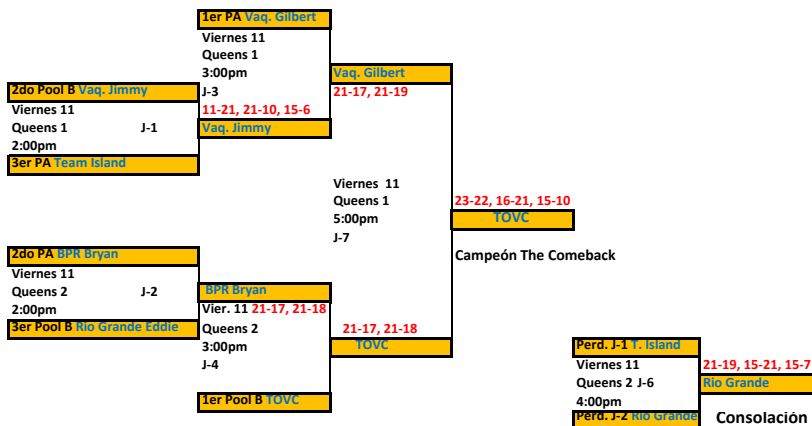 1er PA Vaq. Gilbert
Viernes 11
Queens 1
3:00pm
J-3
11-21, 21-10, 15-6
Vaq. Jimmy
2do Pool B Vaq. Jimmy
Viernes 11
Queens 1 J-1
2:00pm
3er PA Team Island
Vaq. Gilbert
21-17, 21-19
Viernes 11
Queens 1
5:00pm
J-7
23-22, 16-21, 15-10
TOVC
Campeón The Comeback
2do PA BPR Bryan
Viernes 11
Queens 2 J-2
2:00pm
3er Pool B Rio Grande Eddie
BPR Bryan
Vier. 11 21-17, 21-18
Queens 2
3:00pm
J-4
1er Pool B TOVC
21-17, 21-18
TOVC
Perd. J-1 T. Island
Viernes 11
Queens 2 J-6
4:00pm
Perd. J-2 Rio Grande
21-19, 15-21, 15-7
Rio Grande
Consolación